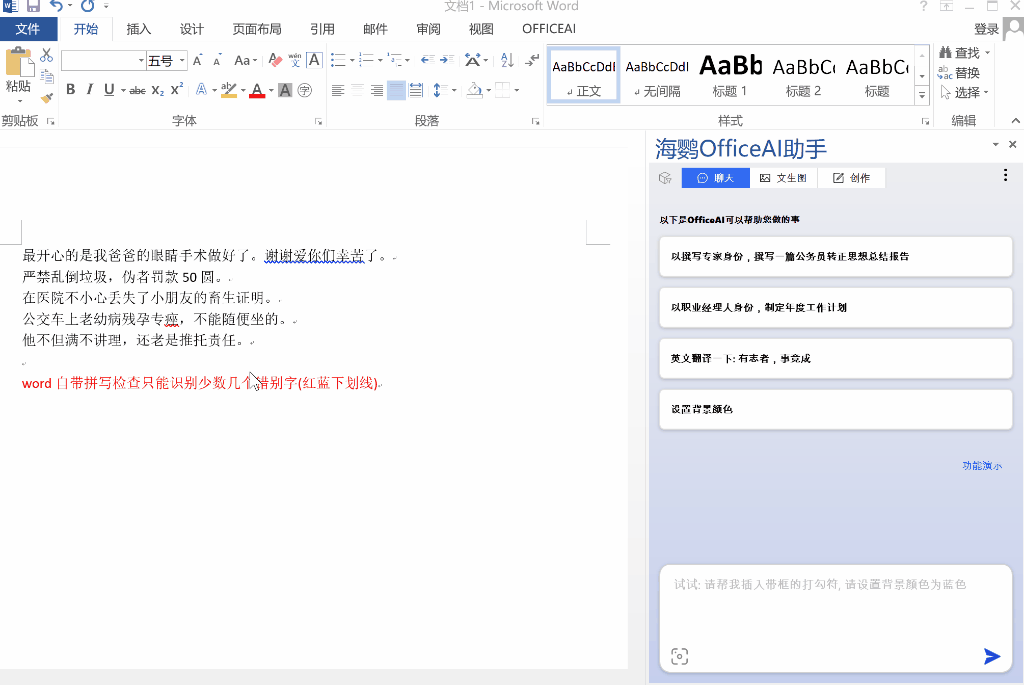 文档1 - Microsoft Word
文件 开始 插入 设计 页面布局 引用 邮件 审阅 视图 OFFICEAI 登录
粘贴 五号 Aa wén 文 A
B I U abc X₂ X² A ab A A 字
AaBbCcDdI AaBbCcDdI AaBb AaBbC AaBbC
正文 无间隔 标题 1 标题 2 标题
查找
替换
选择
剪贴板 字体 段落 样式 编辑
海鹦OfficeAI助手
聊天 文生图 创作
以下是OfficeAI可以帮助您做的事
以撰写专家身份，撰写一篇公务员转正思想总结报告
以职业经理人身份，制定年度工作计划
英文翻译一下: 有志者，事竟成
设置背景颜色
功能演示
试试: 请帮我插入带框的打勾符, 请设置背景颜色为蓝色
最开心的是我爸爸的眼睛手术做好了。谢谢爱你们幸苦了。
严禁乱倒垃圾，伪者罚款 50 圆。
在医院不小心丢失了小朋友的畜生证明。
公交车上老幼病残孕专痤，不能随便坐的。
他不但满不讲理，还老是推托责任。
word 自带拼写检查只能识别少数几个错别字(红蓝下划线)